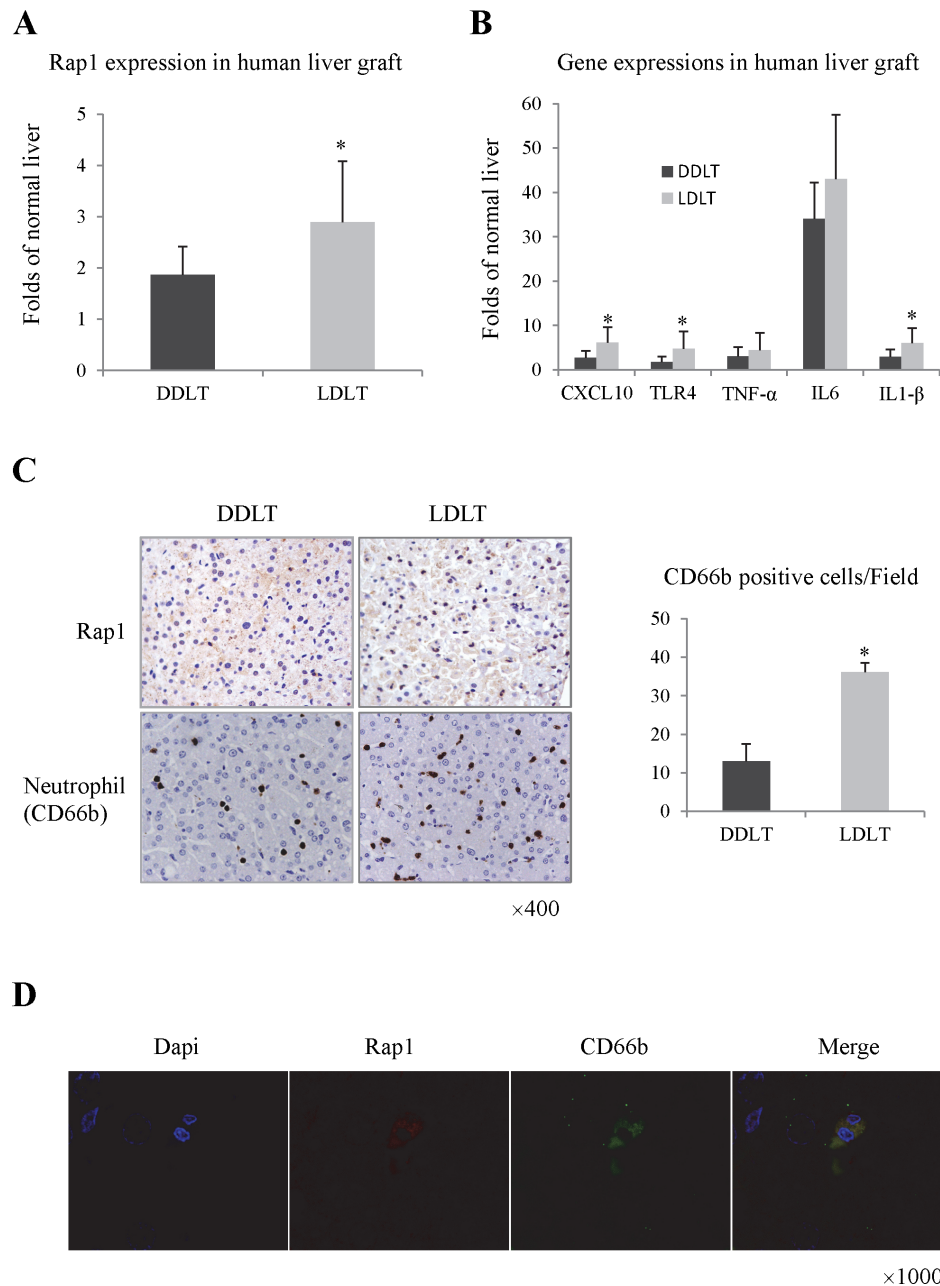 A
Rap1 expression in human liver graft
Folds of normal liver
5
4
3
2
1
0
*
DDLT
LDLT
B
Gene expressions in human liver graft
Folds of normal liver
60
50
40
30
20
10
0
DDLT
LDLT
*
*
*
CXCL10
TLR4
TNF-α
IL6
IL1-β
C
DDLT
LDLT
Rap1
Neutrophil
(CD66b)
×400
CD66b positive cells/Field
50
40
30
20
10
0
*
DDLT
LDLT
D
Dapi
Rap1
CD66b
Merge
×1000